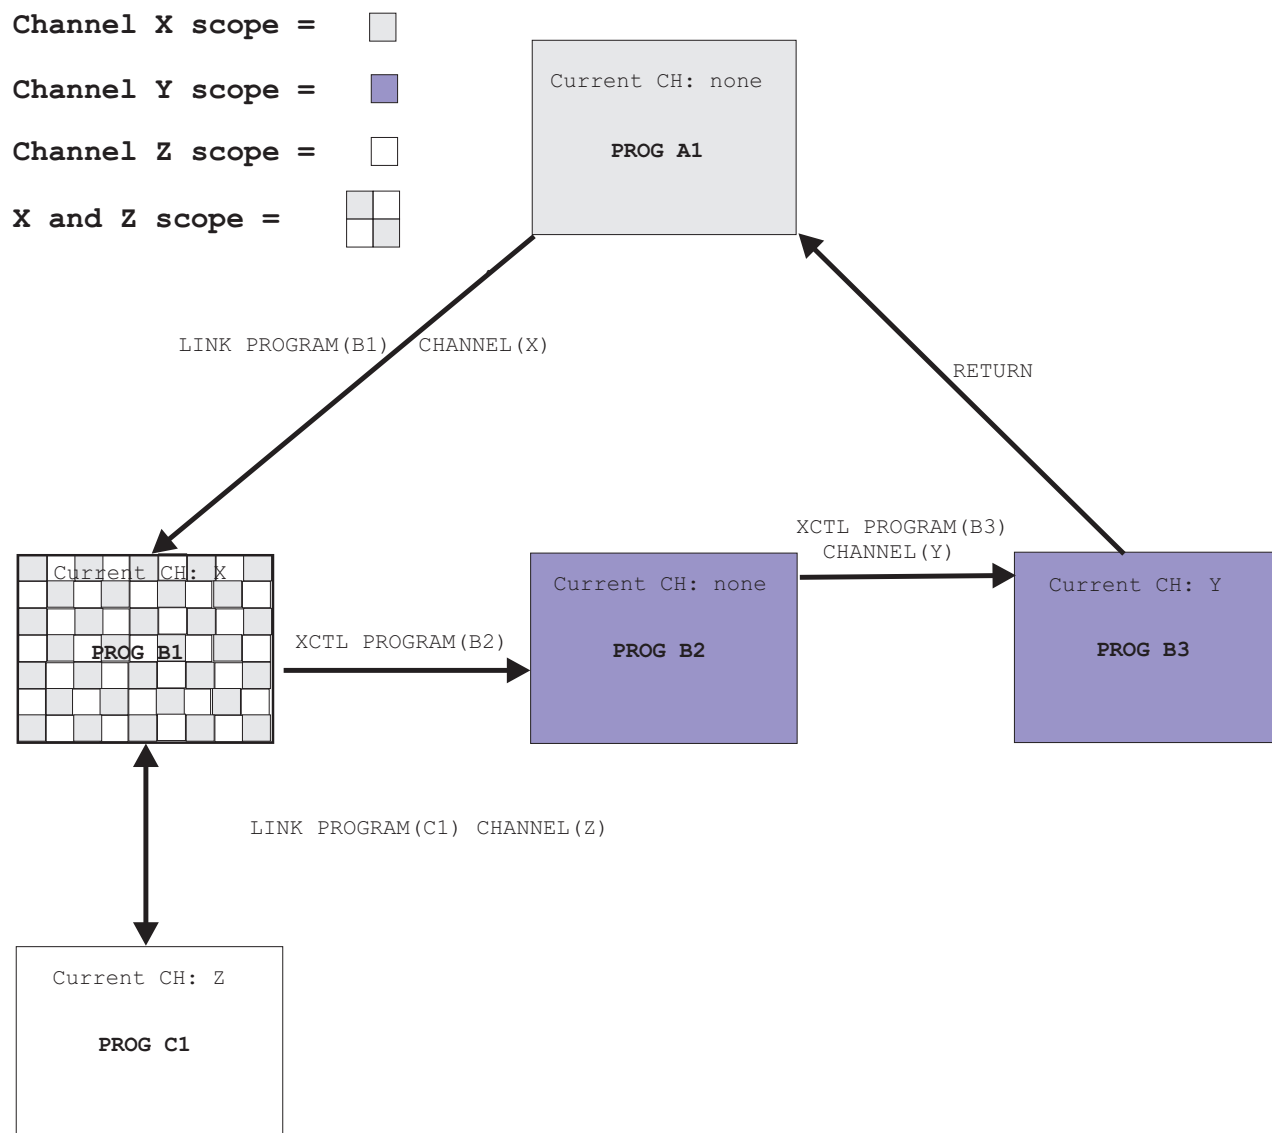 Channel X scope =
Channel Y scope =
Channel Z scope =
X and Z scope =
Current CH: none
PROG A1
LINK PROGRAM(B1) CHANNEL(X)
RETURN
Current CH: X
PROG B1
XCTL PROGRAM(B2)
Current CH: none
PROG B2
XCTL PROGRAM(B3)
CHANNEL(Y)
Current CH: Y
PROG B3
LINK PROGRAM(C1) CHANNEL(Z)
Current CH: Z
PROG C1